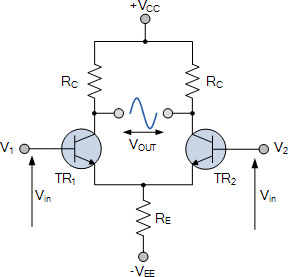 +VCC
RC RC
V1 VOUT V2
TR1 TR2
Vin Vin
RE
-VEE